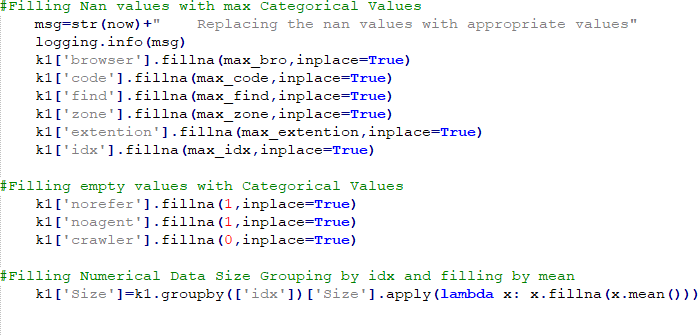 #Filling Nan values with max Categorical Values
msg=str(now)+"    Replacing the nan values with appropriate values"
logging.info(msg)
k1['browser'].fillna(max_bro,inplace=True)
k1['code'].fillna(max_code,inplace=True)
k1['find'].fillna(max_find,inplace=True)
k1['zone'].fillna(max_zone,inplace=True)
k1['extention'].fillna(max_extention,inplace=True)
k1['idx'].fillna(max_idx,inplace=True)
#Filling empty values with Categorical Values
k1['norefer'].fillna(1,inplace=True)
k1['noagent'].fillna(1,inplace=True)
k1['crawler'].fillna(0,inplace=True)
#Filling Numerical Data Size Grouping by idx and filling by mean
k1['Size']=k1.groupby(['idx'])['Size'].apply(lambda x: x.fillna(x.mean()))